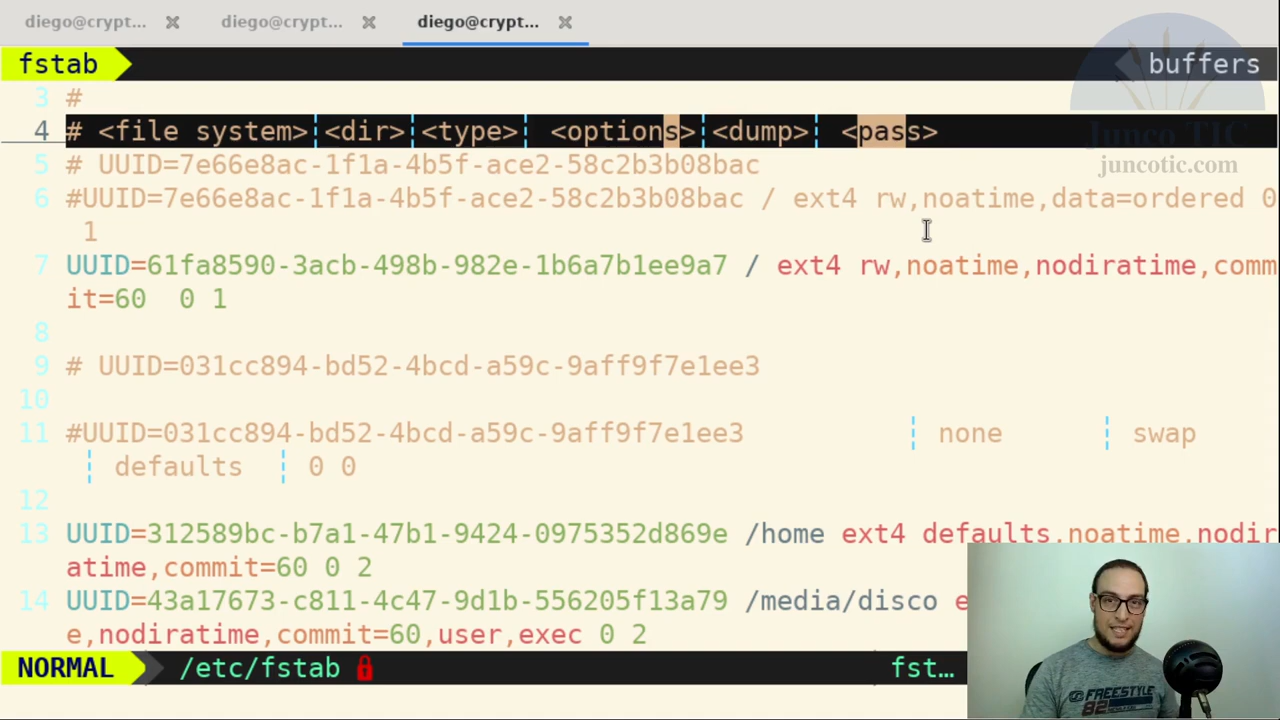 diego@crypt... diego@crypt... diego@crypt...
fstab buffers
3 #
4 # <file system> <dir> <type> <options> <dump> <pass>
Junco TIC
5 # UUID=7e66e8ac-1f1a-4b5f-ace2-58c2b3b08bac
juncotic.com
6 #UUID=7e66e8ac-1f1a-4b5f-ace2-58c2b3b08bac / ext4 rw,noatime,data=ordered 0
1
7 UUID=61fa8590-3acb-498b-982e-1b6a7b1ee9a7 / ext4 rw,noatime,nodiratime,comm
it=60 0 1
8
9 # UUID=031cc894-bd52-4bcd-a59c-9aff9f7e1ee3
10
11 #UUID=031cc894-bd52-4bcd-a59c-9aff9f7e1ee3 none swap
defaults 0 0
12
13 UUID=312589bc-b7a1-47b1-9424-0975352d869e /home ext4 defaults,noatime,nodir
atime,commit=60 0 2
14 UUID=43a17673-c811-4c47-9d1b-556205f13a79 /media/disco e
e,nodiratime,commit=60,user,exec 0 2
NORMAL /etc/fstab fst...
FREESTYLE
82